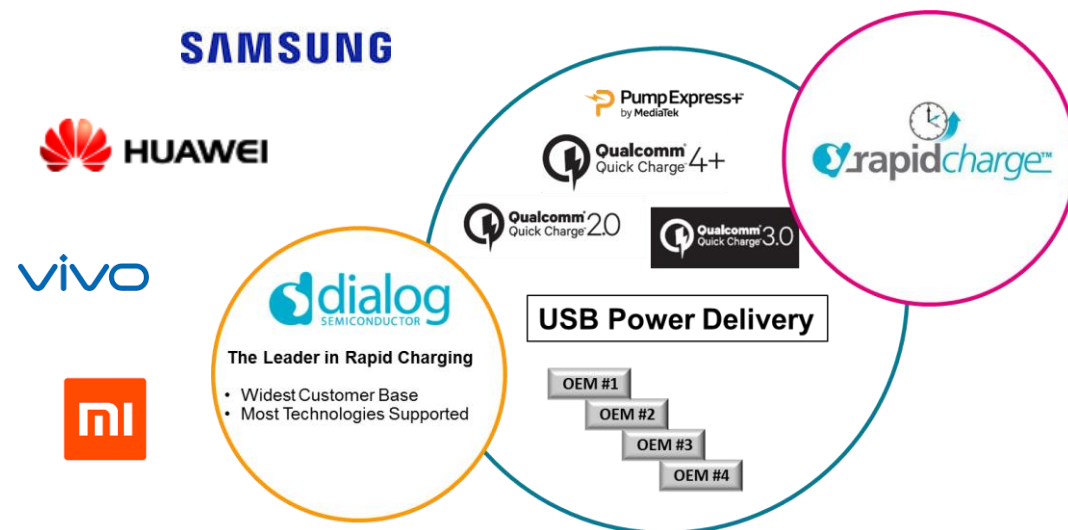 SAMSUNG
HUAWEI
vivo
mi
dialog
SEMICONDUCTOR
The Leader in Rapid Charging
• Widest Customer Base
• Most Technologies Supported
PumpExpress+
by MediaTek
Qualcomm
Quick Charge 4+
Qualcomm
Quick Charge 2.0
Qualcomm
Quick Charge 3.0
USB Power Delivery
OEM #1
OEM #2
OEM #3
OEM #4
rapidcharge™